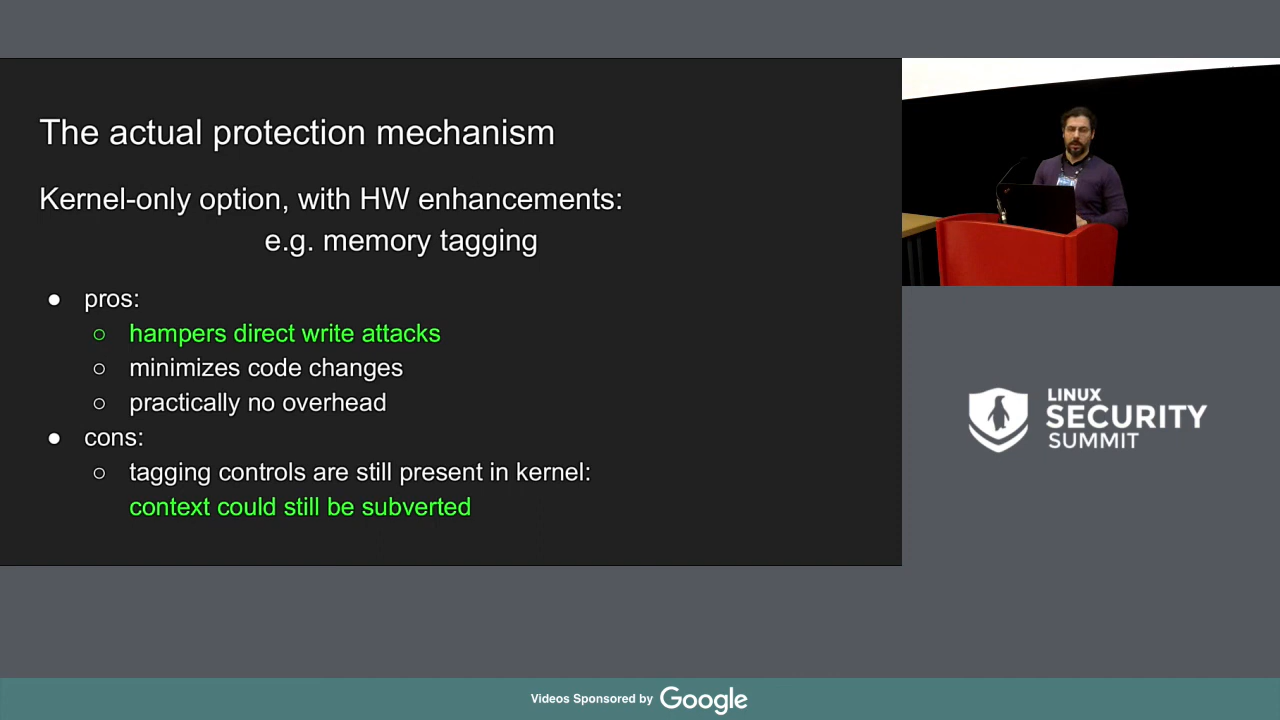 The actual protection mechanism
Kernel-only option, with HW enhancements:
e.g. memory tagging
● pros:
○ hampers direct write attacks
○ minimizes code changes
○ practically no overhead
● cons:
○ tagging controls are still present in kernel:
context could still be subverted
LINUX
SECURITY
SUMMIT
Videos Sponsored by Google